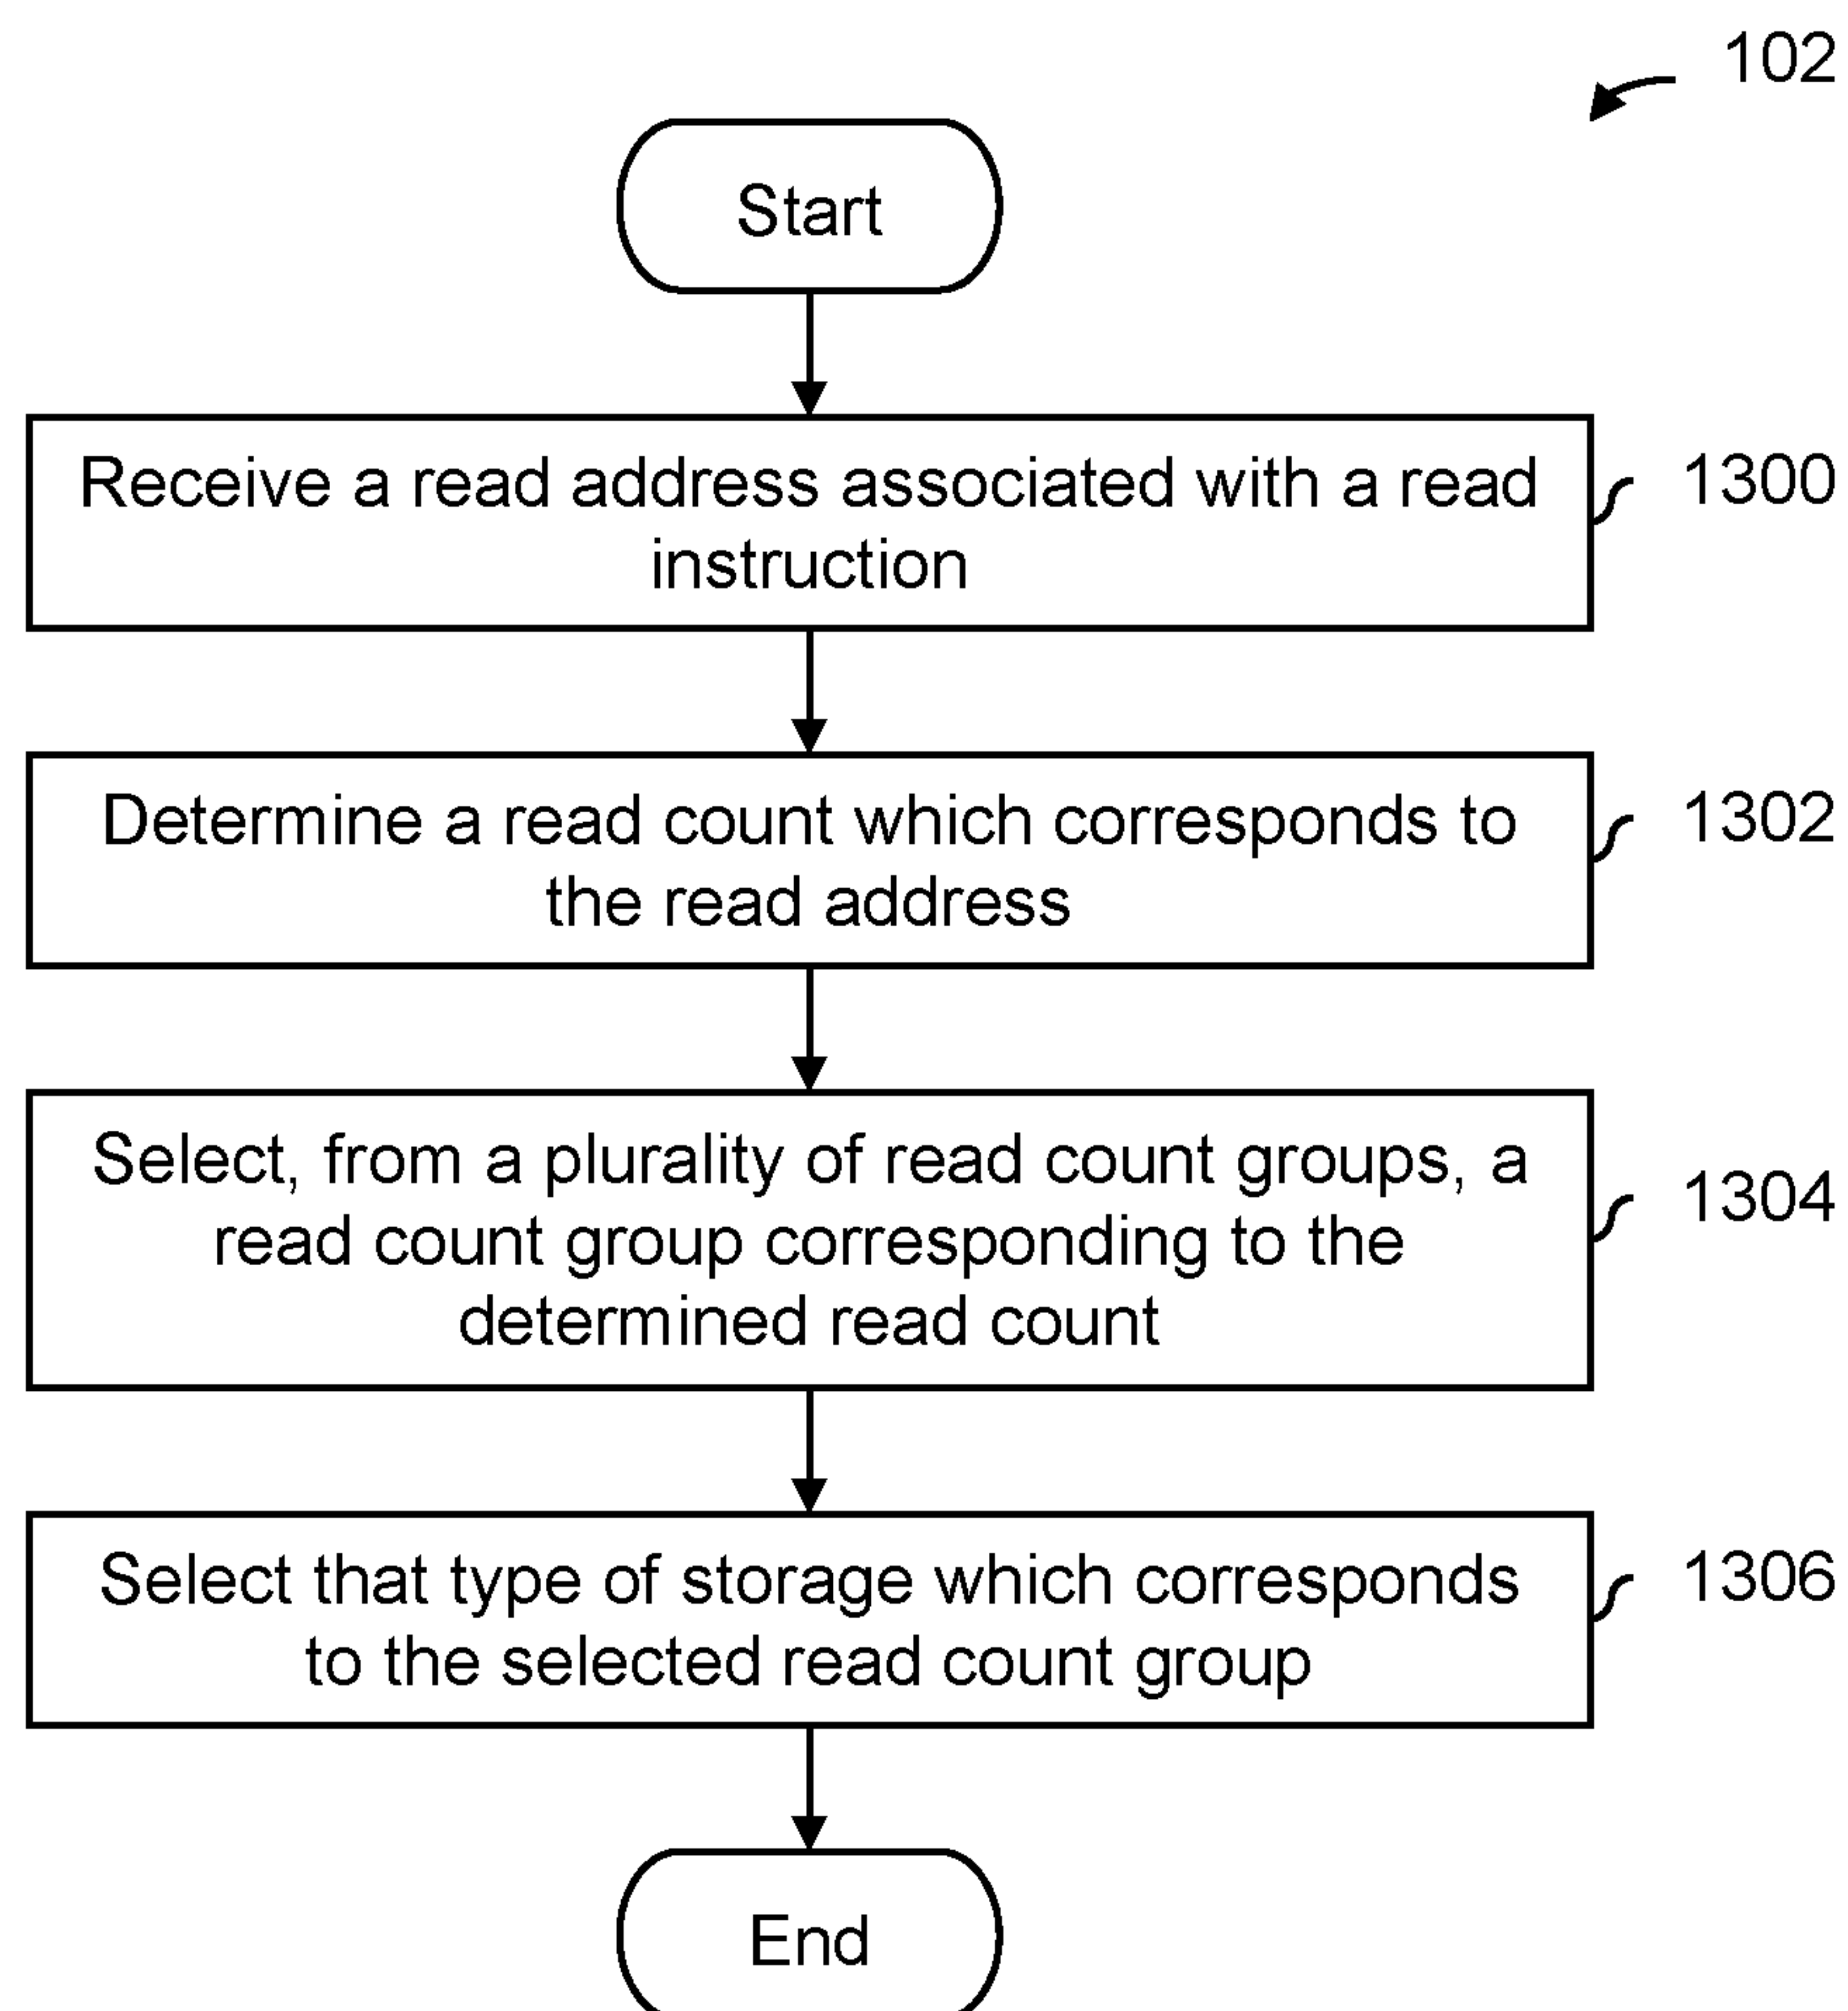 102
Start
Receive a read address associated with a read
instruction
1300
Determine a read count which corresponds to
the read address
1302
Select, from a plurality of read count groups, a
read count group corresponding to the
determined read count
1304
Select that type of storage which corresponds
to the selected read count group
1306
End